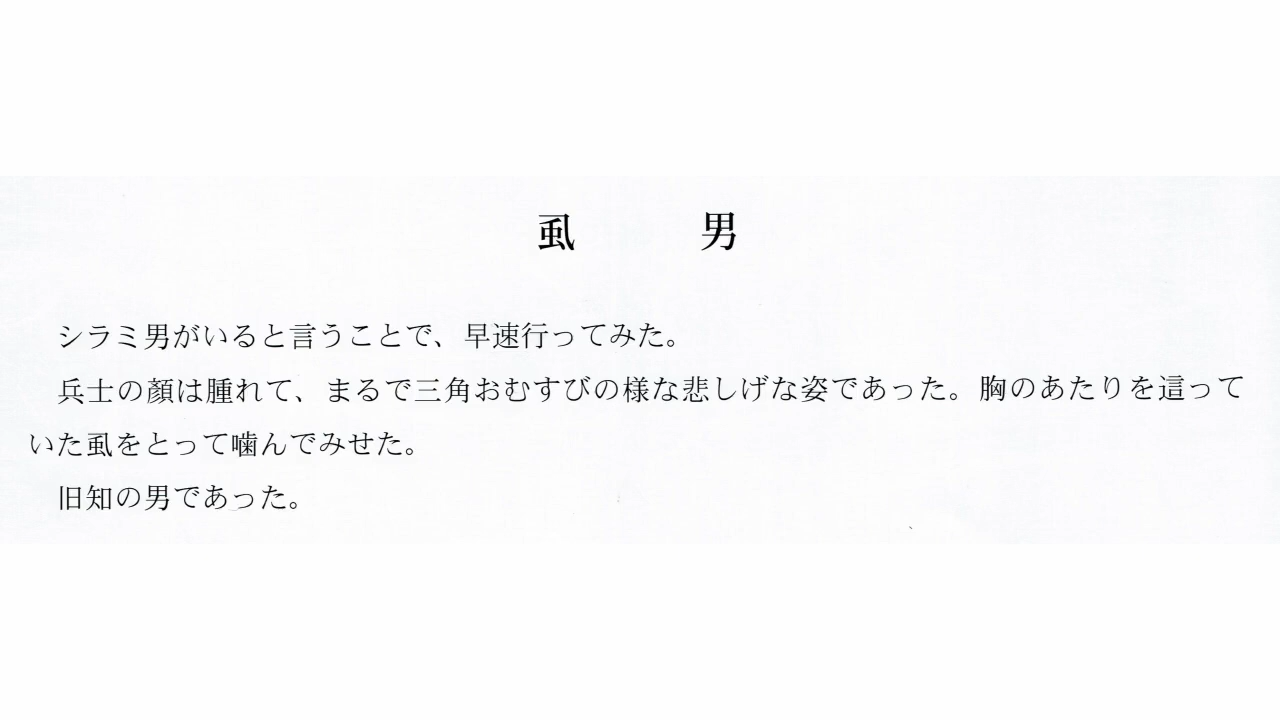 虱　男
シラミ男がいると言うことで、早速行ってみた。
兵士の顏は腫れて、まるで三角おむすびの様な悲しげな姿であった。胸のあたりを這って
いた虱をとって噛んでみせた。
旧知の男であった。